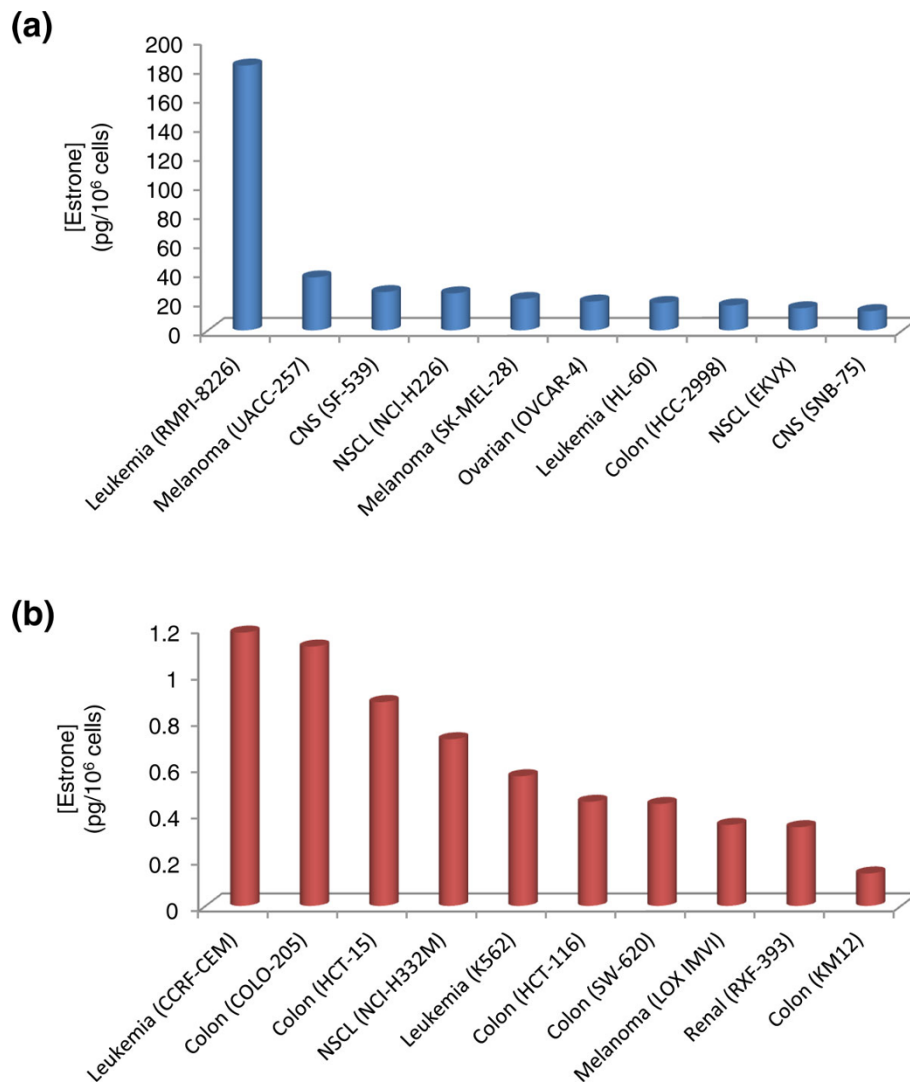 (a)
[Estrone]
(pg/10⁶ cells)
200
180
160
140
120
100
80
60
40
20
0
Leukemia (RMPI-8226)
Melanoma (UACC-257)
CNS (SF-539)
NSCL (NCI-H226)
Melanoma (SK-MEL-28)
Ovarian (OVCAR-4)
Leukemia (HL-60)
Colon (HCC-2998)
NSCL (EKVX)
CNS (SNB-75)
(b)
[Estrone]
(pg/10⁶ cells)
1.2
1
0.8
0.6
0.4
0.2
0
Leukemia (CCRF-CEM)
Colon (COLO-205)
Colon (HCT-15)
NSCL (NCI-H332M)
Leukemia (K562)
Colon (HCT-116)
Colon (SW-620)
Melanoma (LOX IMVI)
Renal (RXF-393)
Colon (KM12)